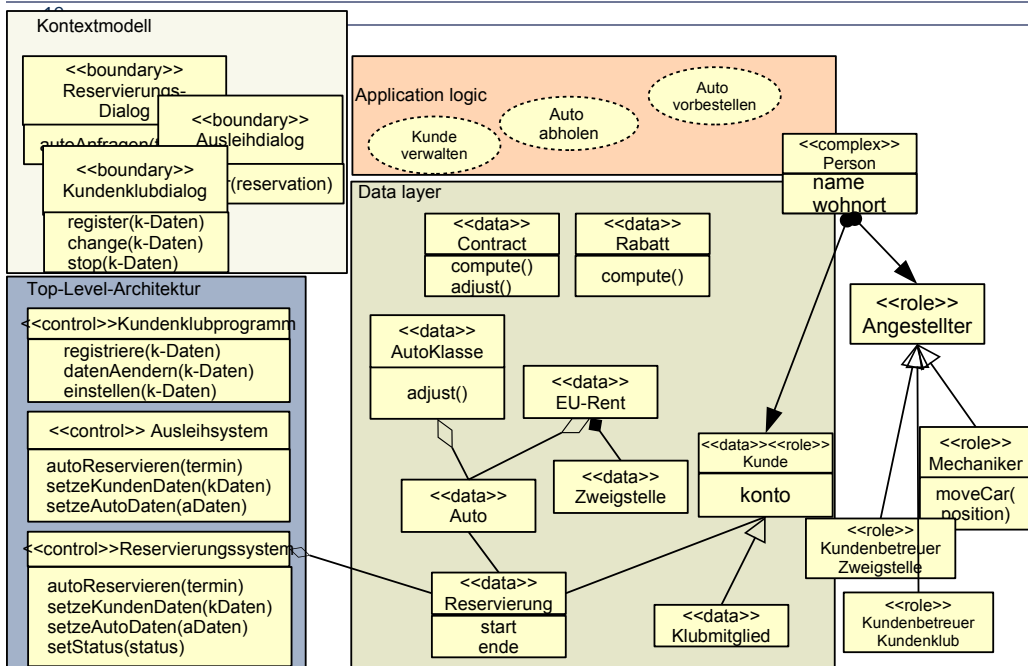 Kontextmodell
<<boundary>>
Reservierungs-
Dialog
<<boundary>>
Ausleihdialog
r(reservation)
<<boundary>>
Kundenklubdialog
register(k-Daten)
change(k-Daten)
stop(k-Daten)
Application logic
Kunde
verwalten
Auto
abholen
Auto
vorbestellen
<<complex>>
Person
name
wohnort
Data layer
<<data>>
Contract
compute()
adjust()
<<data>>
Rabatt
compute()
<<role>>
Angestellter
Top-Level-Architektur
<<control>>Kundenklubprogramm
registriere(k-Daten)
datenAendern(k-Daten)
einstellen(k-Daten)
<<control>> Ausleihsystem
autoReservieren(termin)
setzeKundenDaten(kDaten)
setzeAutoDaten(aDaten)
<<control>>Reservierungssystem
autoReservieren(termin)
setzeKundenDaten(kDaten)
setzeAutoDaten(aDaten)
setStatus(status)
<<data>>
AutoKlasse
adjust()
<<data>>
EU-Rent
<<data>>
Zweigstelle
<<data>>
Auto
<<data>><<role>>
Kunde
konto
<<data>>
Reservierung
start
ende
<<data>>
Klubmitglied
<<role>>
Mechaniker
moveCar(
position)
<<role>>
Kundenbetreuer
Zweigstelle
<<role>>
Kundenbetreuer
Kundenklub